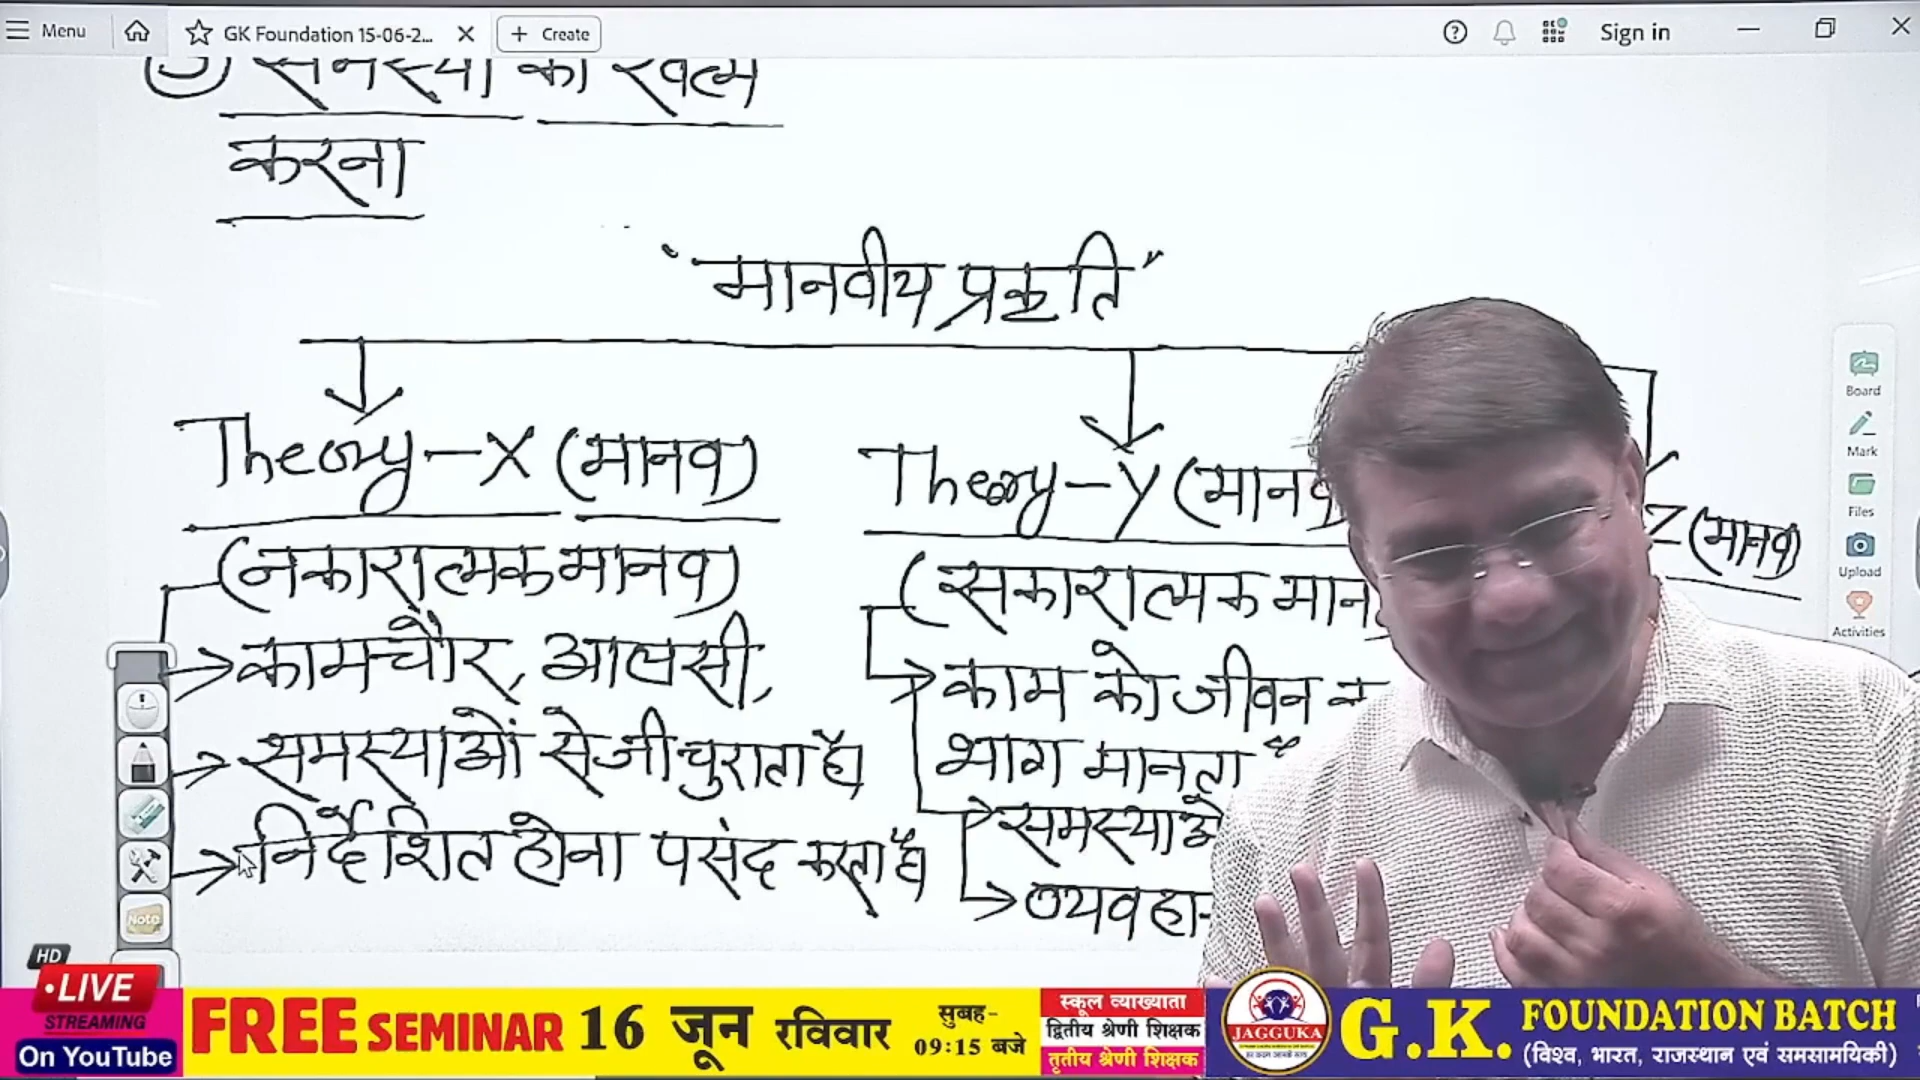 Menu
GK Foundation 15-06-2...
Create
Sign in
को खत्म
करना
"मानवीय प्रकृति"
Theory-X (मानव)
Theory-Y (मानव
Z (मानव)
(नकारात्मक मानव)
(सकारात्मक मान
→ कामचौर, आलसी,
→ काम को जीवन
→ समस्याओं से जी चुराता है।
भाग मानता
→ समस्याओ
→ निर्देशित होना पसंद करता है।
→ व्यवहा
Board
Mark
Files
Upload
Activities
Note
HD
LIVE
STREAMING
On YouTube
FREE SEMINAR 16 जून रविवार
सुबह-
09:15 बजे
स्कूल व्याख्याता
द्वितीय श्रेणी शिक्षक
तृतीय श्रेणी शिक्षक
JAGGUKA
G.K. FOUNDATION BATCH
(विश्व, भारत, राजस्थान एवं समसामयिकी)